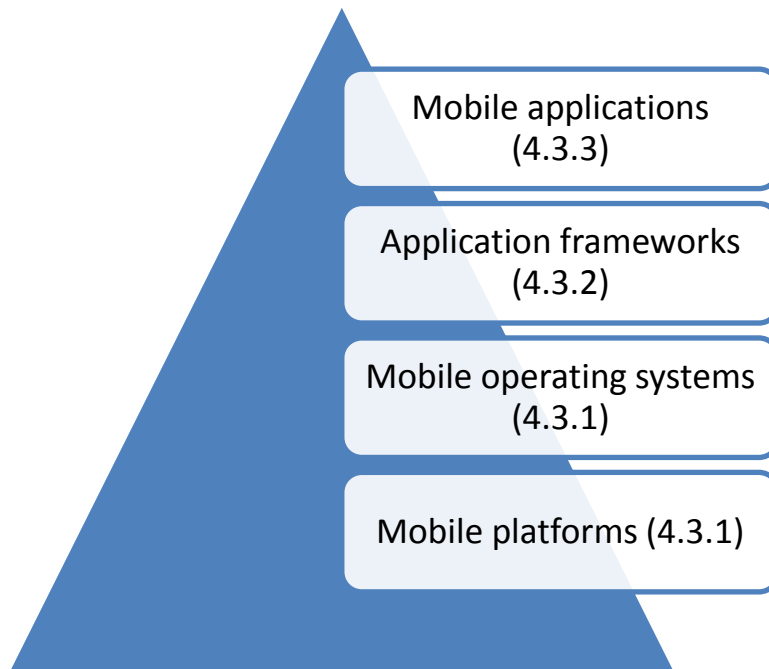 Mobile applications
(4.3.3)
Application frameworks
(4.3.2)
Mobile operating systems
(4.3.1)
Mobile platforms (4.3.1)